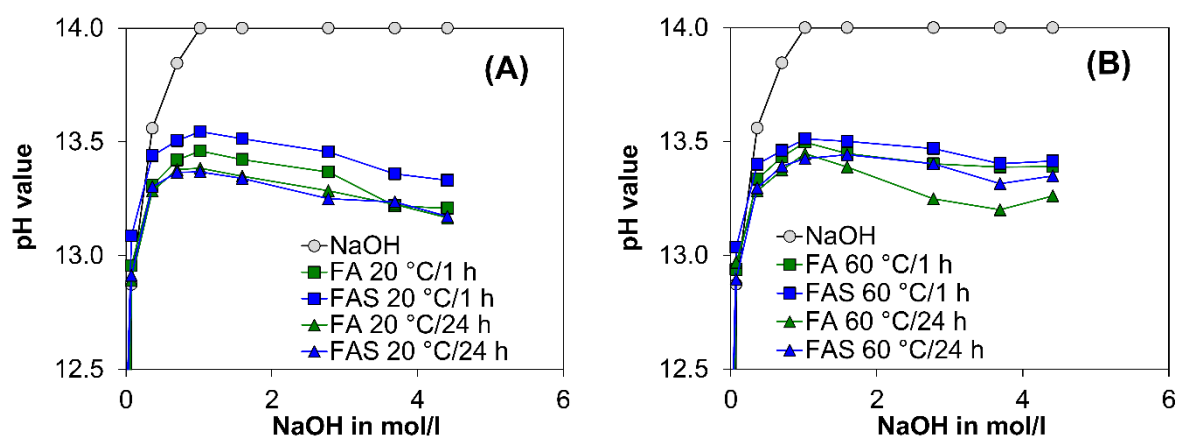 14.0
(A)
13.5
pH value
13.0
NaOH
FA 20 °C/1 h
FAS 20 °C/1 h
FA 20 °C/24 h
FAS 20 °C/24 h
12.5
0
2
4
6
NaOH in mol/l
14.0
(B)
13.5
pH value
13.0
NaOH
FA 60 °C/1 h
FAS 60 °C/1 h
FA 60 °C/24 h
FAS 60 °C/24 h
12.5
0
2
4
6
NaOH in mol/l